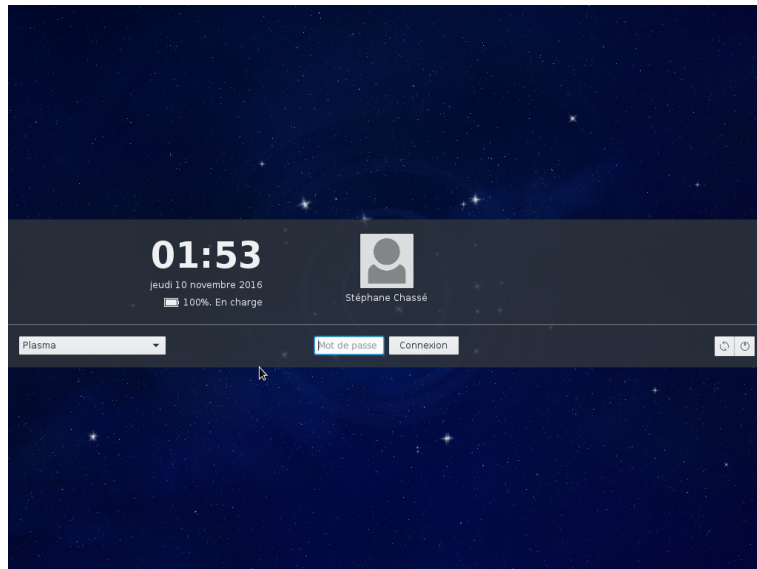 01:53
jeudi 10 novembre 2016
100%. En charge
Stéphane Chassé
Plasma
Mot de passe
Connexion